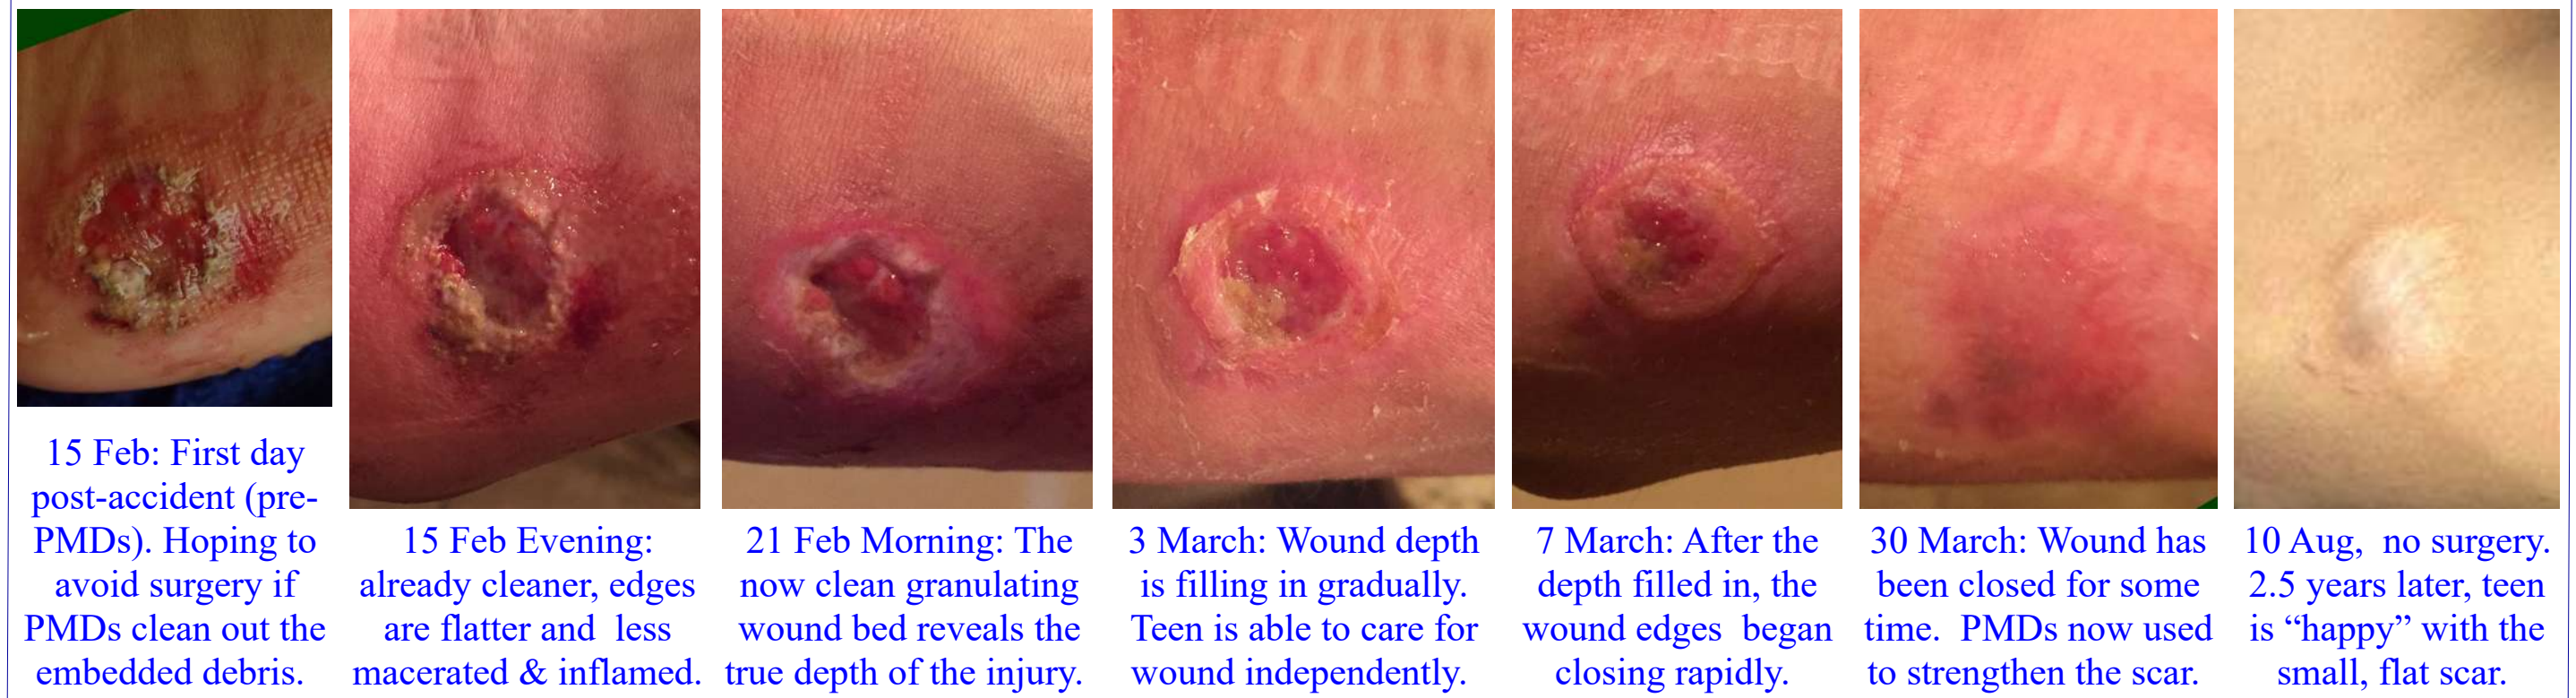 15 Feb: First day
post-accident (pre-
PMDs). Hoping to
avoid surgery if
PMDs clean out the
embedded debris.
15 Feb Evening:
already cleaner, edges
are flatter and  less
macerated & inflamed.
21 Feb Morning: The
now clean granulating
wound bed reveals the
true depth of the injury.
3 March: Wound depth
is filling in gradually.
Teen is able to care for
wound independently.
7 March: After the
depth filled in, the
wound edges  began
closing rapidly.
30 March: Wound has
been closed for some
time.  PMDs now used
to strengthen the scar.
10 Aug,  no surgery.
2.5 years later, teen
is “happy” with the
small, flat scar.